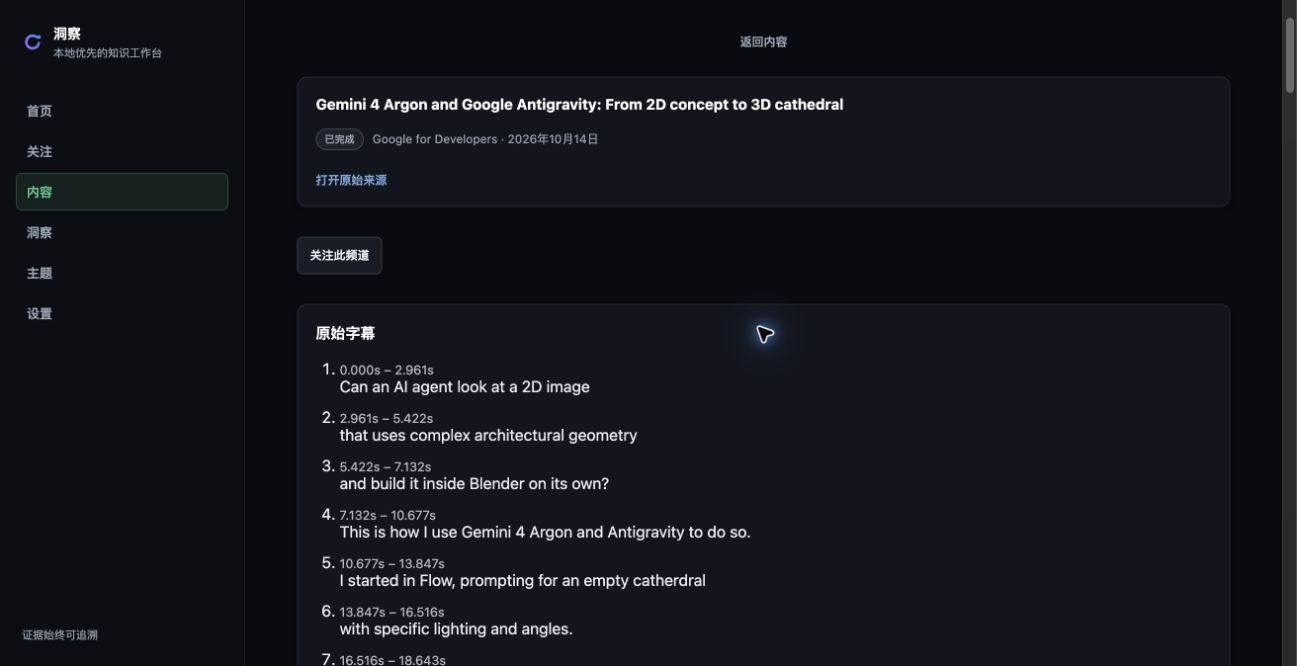 洞察
本地优先的知识工作台
首页
关注
内容
洞察
主题
设置
证据始终可追溯
返回内容
Gemini 4 Argon and Google Antigravity: From 2D concept to 3D cathedral
已完成 Google for Developers · 2026年10月14日
打开原始来源
关注此频道
原始字幕
1. 0.000s – 2.961s
Can an AI agent look at a 2D image
2. 2.961s – 5.422s
that uses complex architectural geometry
3. 5.422s – 7.132s
and build it inside Blender on its own?
4. 7.132s – 10.677s
This is how I use Gemini 4 Argon and Antigravity to do so.
5. 10.677s – 13.847s
I started in Flow, prompting for an empty catherdral
6. 13.847s – 16.516s
with specific lighting and angles.
7. 16.516s – 18.643s